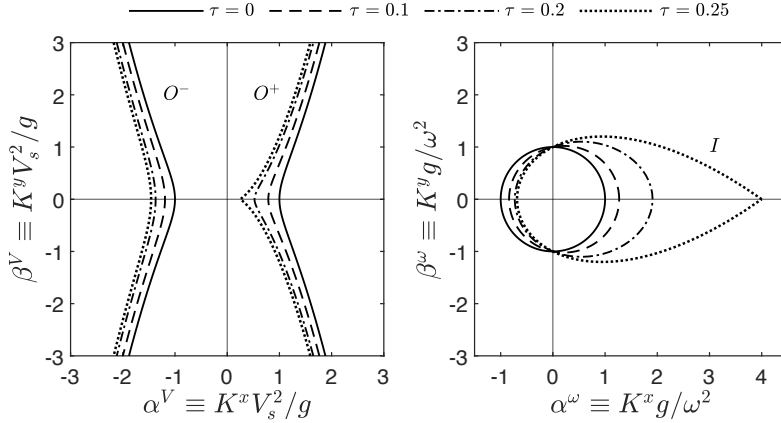 τ = 0 τ = 0.1 τ = 0.2 τ = 0.25
3
2
1
0
-1
-2
-3
-3 -2 -1 0 1 2 3
O⁻ O⁺
β^V ≡ K^y V_s^2/g
α^V ≡ K^x V_s^2/g
3
2
1
0
-1
-2
-3
-1 0 1 2 3 4
I
β^ω ≡ K^y g/ω^2
α^ω ≡ K^x g/ω^2